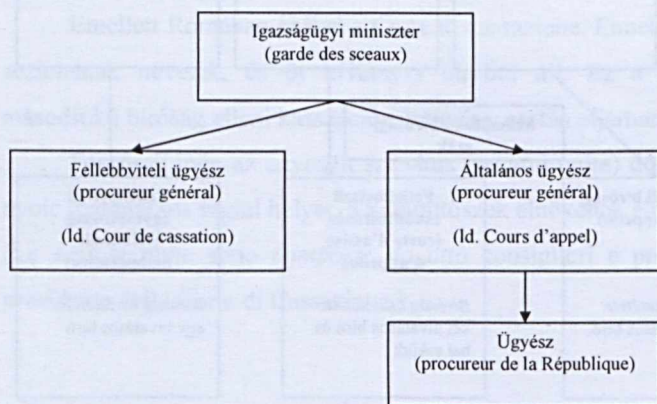 Igazságügyi miniszter
(garde des sceaux)
Fellebbviteli ügyész
(procureur général)
(ld. Cour de cassation)
Általános ügyész
(procureur général)
(ld. Cours d'appel)
Ügyész
(procureur de la République)